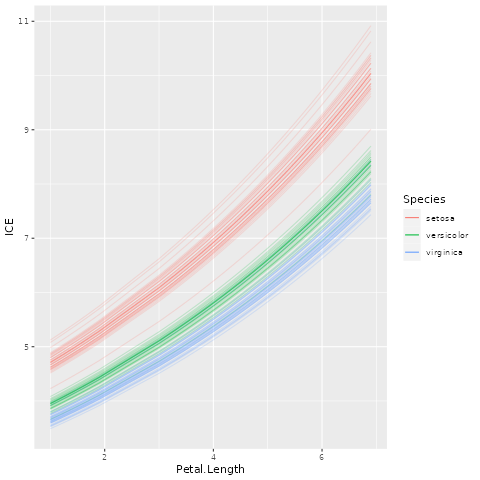 11
9
7
5
ICE
2
4
6
Petal.Length
Species
setosa
versicolor
virginica